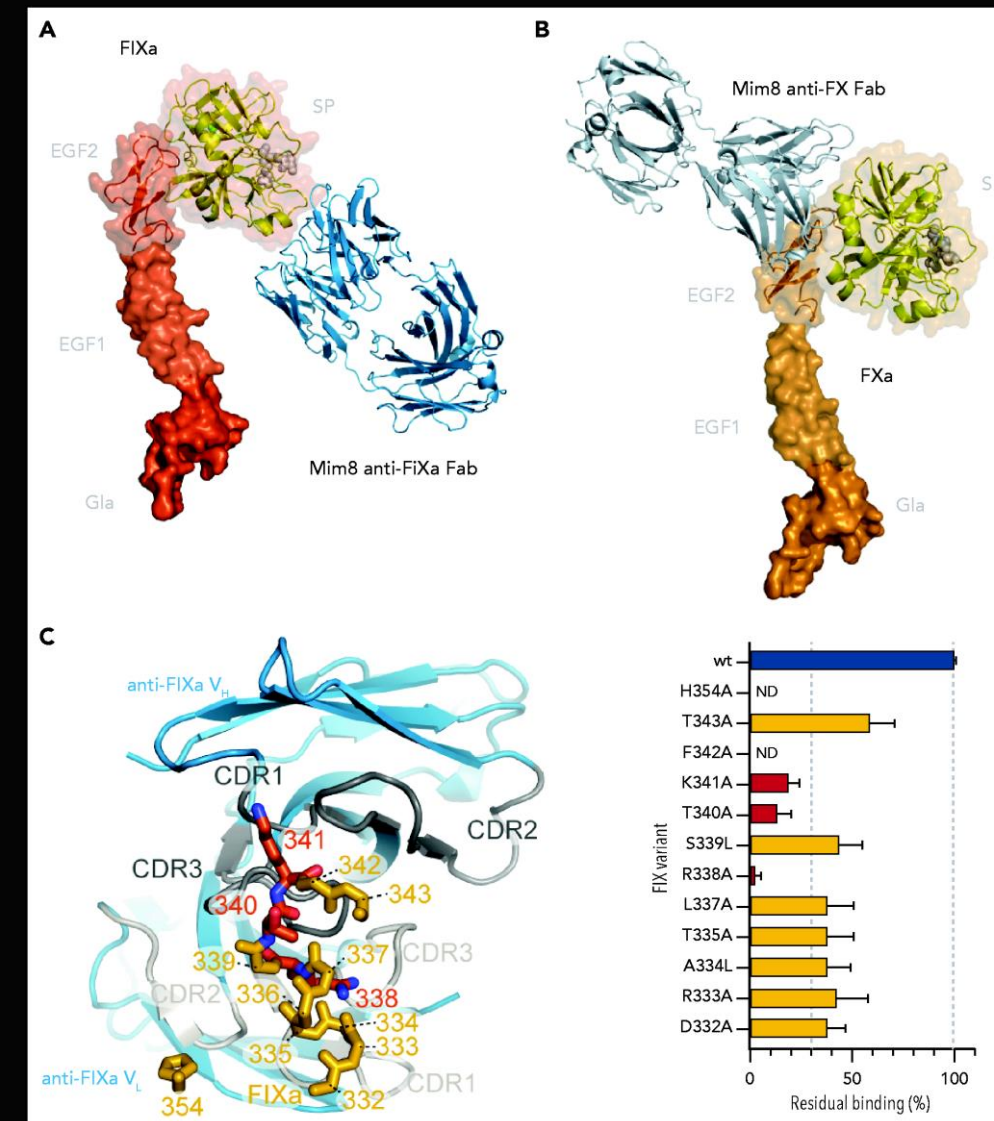 A
FIXa
SP
EGF2
EGF1
Gla
Mim8 anti-FiXa Fab
B
Mim8 anti-FX Fab
S
EGF2
FXa
EGF1
Gla
C
anti-FIXa VH
CDR1
CDR2
341
342
CDR3
343
340
339
337
CDR3
CDR2
336
338
334
335
333
anti-FIXa VL
FIXa
332
CDR1
354
FIX variant
wt
H354A
ND
T343A
F342A
ND
K341A
T340A
S339L
R338A
L337A
T335A
A334L
R333A
D332A
0
50
100
Residual binding (%)